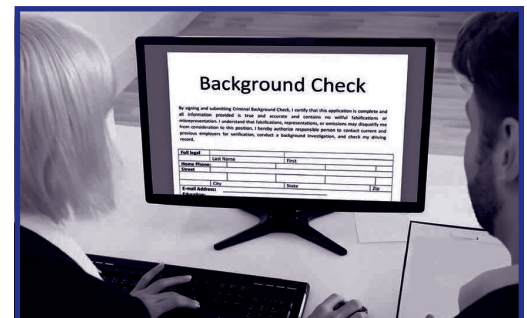 Background Check
By signing and submitting Criminal Background Check, I certify that this application is complete and
all information provided is true and accurate and contains no willful falsifications or
misrepresentation. I understand that falsifications, representations, or omissions may disqualify me
from consideration to this position. I hereby authorize responsible person to contact current and
previous employers for verification, conduct a background investigation, and check my driving
record.
Full legal
Last Name First
Home Phone:
Street
City State Zip
E-mail Address:
Education: